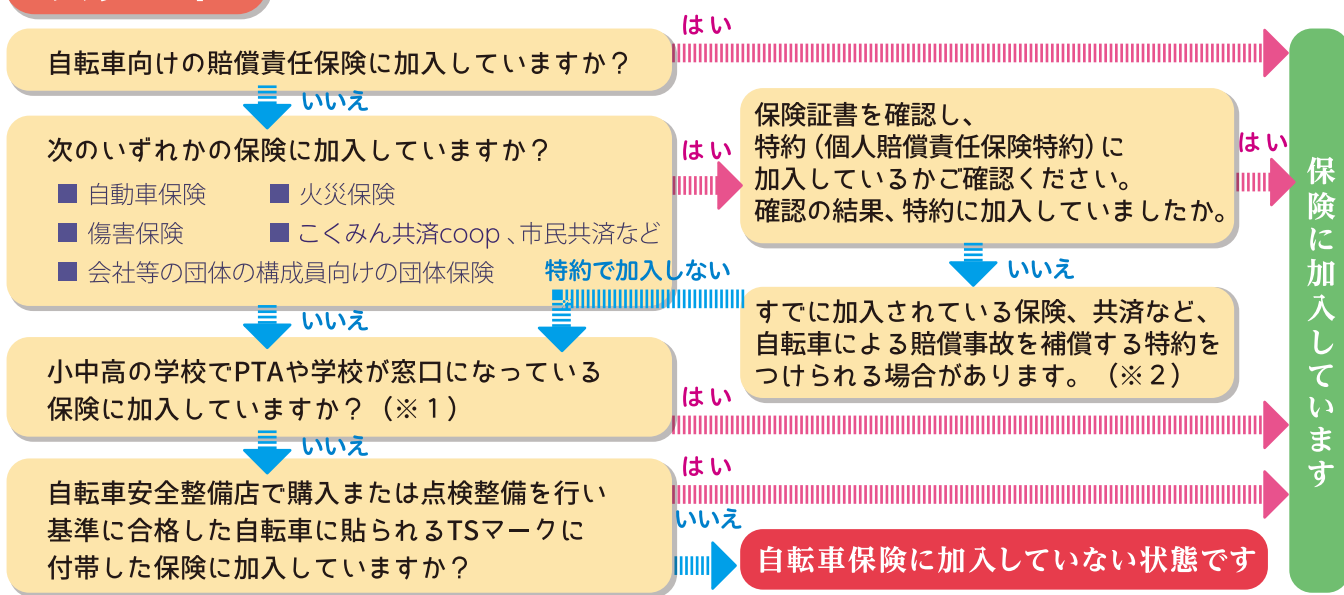 はい
自転車向けの賠償責任保険に加入していますか？
いいえ
次のいずれかの保険に加入していますか？
■ 自動車保険
■ 火災保険
■ 傷害保険
■ こくみん共済coop 、市民共済など
■ 会社等の団体の構成員向けの団体保険
はい
保険証書を確認し、
特約（個人賠償責任保険特約）に
加入しているかご確認ください。
確認の結果、特約に加入していましたか。
はい
いいえ
すでに加入されている保険、共済など、
自転車による賠償事故を補償する特約を
つけられる場合があります。（※２）
特約で加入しない
いいえ
小中高の学校でPTAや学校が窓口になっている
保険に加入していますか？（※１）
はい
いいえ
自転車安全整備店で購入または点検整備を行い
基準に合格した自転車に貼られるTSマークに
付帯した保険に加入していますか？
はい
いいえ
自転車保険に加入していない状態です
保険に加入しています